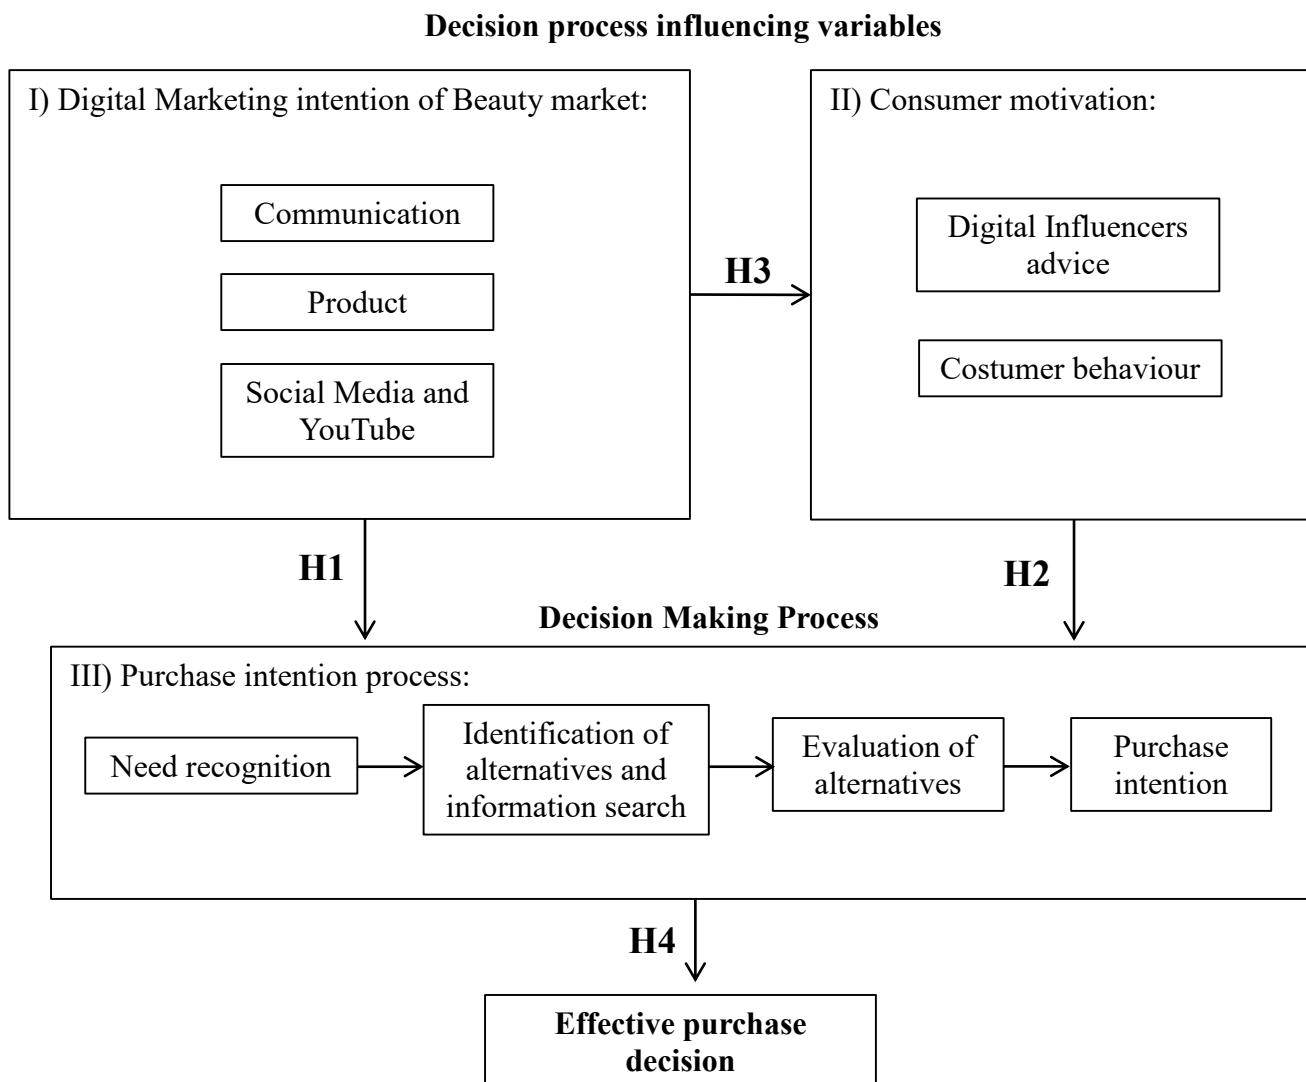 Decision process influencing variables
I) Digital Marketing intention of Beauty market:
Communication
Product
Social Media and
YouTube
H3
II) Consumer motivation:
Digital Influencers
advice
Costumer behaviour
H1
H2
Decision Making Process
III) Purchase intention process:
Need recognition
Identification of
alternatives and
information search
Evaluation of
alternatives
Purchase
intention
H4
Effective purchase
decision